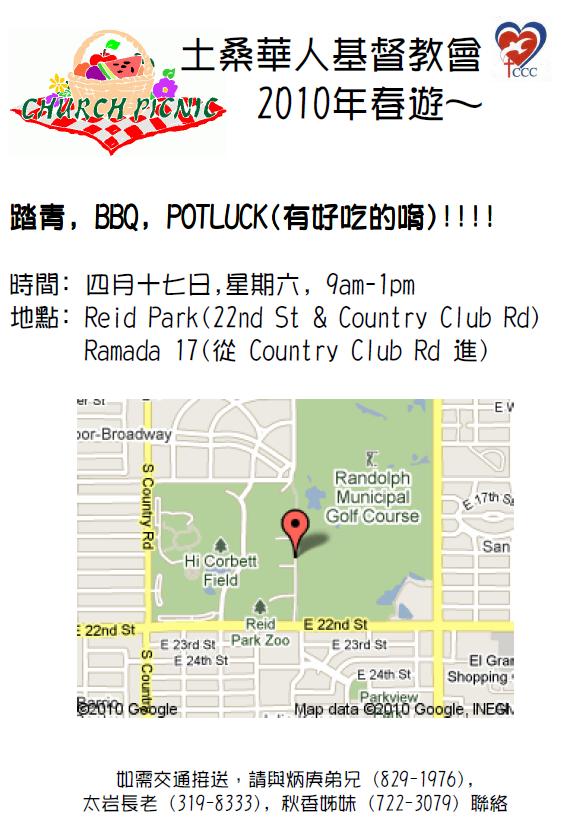 CHURCH PICNIC
土桑華人基督教會
TCCC
2010年春遊～
踏青, BBQ, POTLUCK(有好吃的唷)!!!!
時間: 四月十七日,星期六, 9am-1pm
地點: Reid Park(22nd St & Country Club Rd)
Ramada 17(從 Country Club Rd 進)
er St
E W
oor-Broadway
S Country Rd
Randolph
Municipal
Golf Course
E 17th S
San
Hi Corbett
Field
Reid
Park Zoo
E 22nd St
E 22nd St
E 23rd St
E 23rd St
E 24th St
E 24th St
S Countr
El Gran
Shopping
Parkview
©2010 Google
Map data ©2010 Google, INEGI
如需交通接送，請與炳庚弟兄 (829-1976),
太岩長老 (319-8333), 秋香姊妹 (722-3079) 聯絡